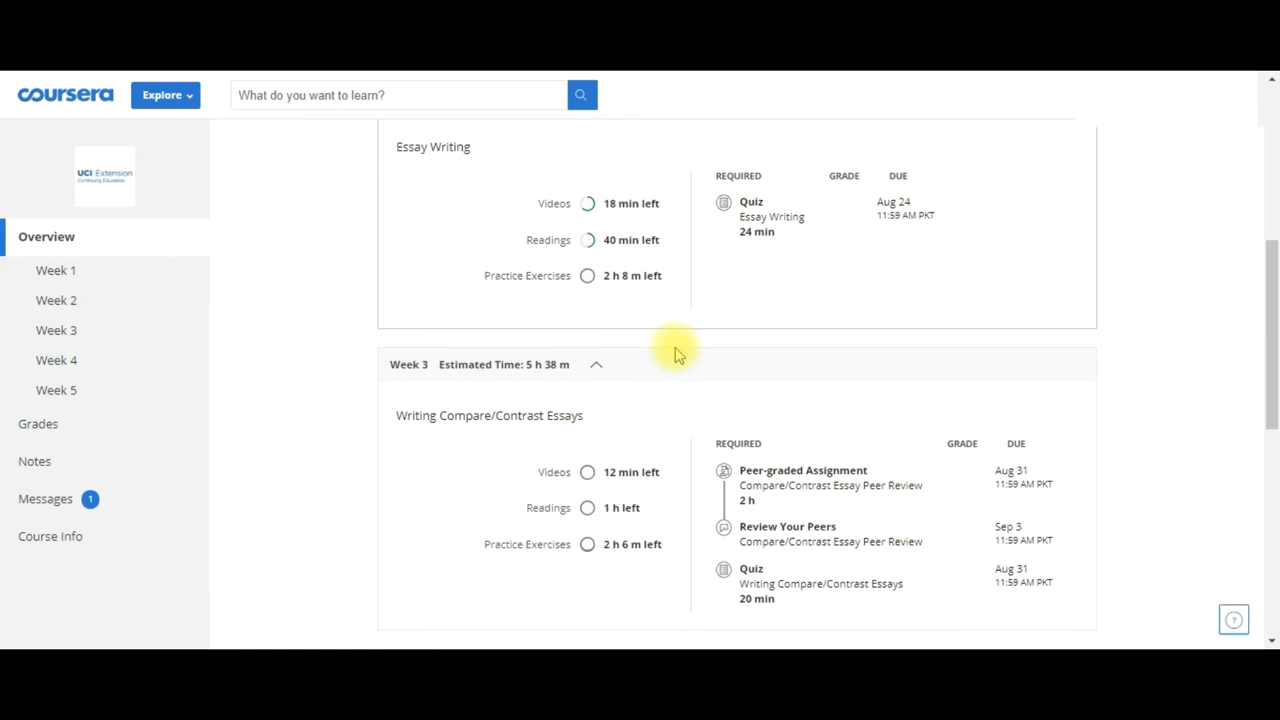 coursera
Explore
What do you want to learn?
UCI Extension
Continuing Education
Overview
Week 1
Week 2
Week 3
Week 4
Week 5
Grades
Notes
Messages 1
Course Info
Essay Writing
Videos 18 min left
Readings 40 min left
Practice Exercises 2 h 8 m left
REQUIRED GRADE DUE
Quiz Aug 24
Essay Writing 11:59 AM PKT
24 min
Week 3 Estimated Time: 5 h 38 m
Writing Compare/Contrast Essays
Videos 12 min left
Readings 1 h left
Practice Exercises 2 h 6 m left
REQUIRED GRADE DUE
Peer-graded Assignment Aug 31
Compare/Contrast Essay Peer Review 11:59 AM PKT
2 h
Review Your Peers Sep 3
Compare/Contrast Essay Peer Review 11:59 AM PKT
Quiz Aug 31
Writing Compare/Contrast Essays 11:59 AM PKT
20 min
?